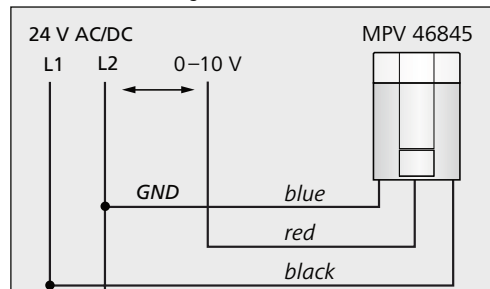 24 V AC/DC MPV 46845
L1 L2 0–10 V
GND blue
red
black